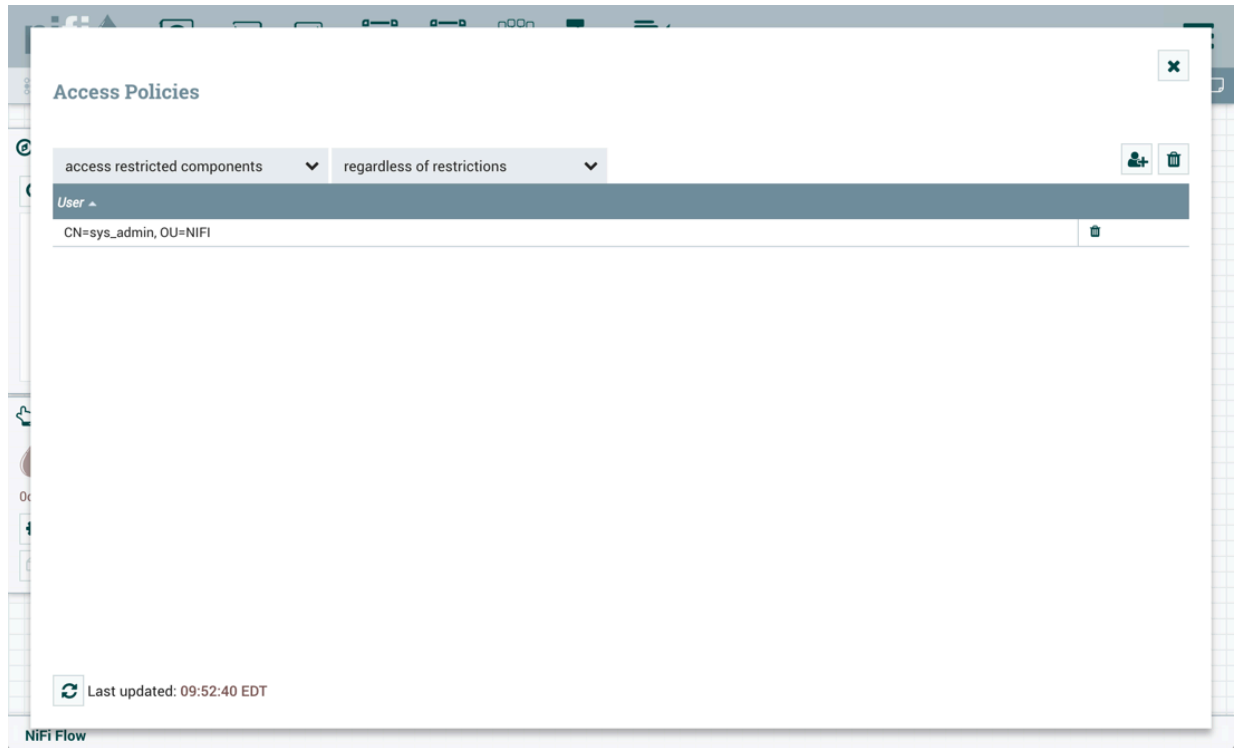 Access Policies
access restricted components
regardless of restrictions
User
CN=sys_admin, OU=NIFI
Last updated: 09:52:40 EDT
NiFi Flow